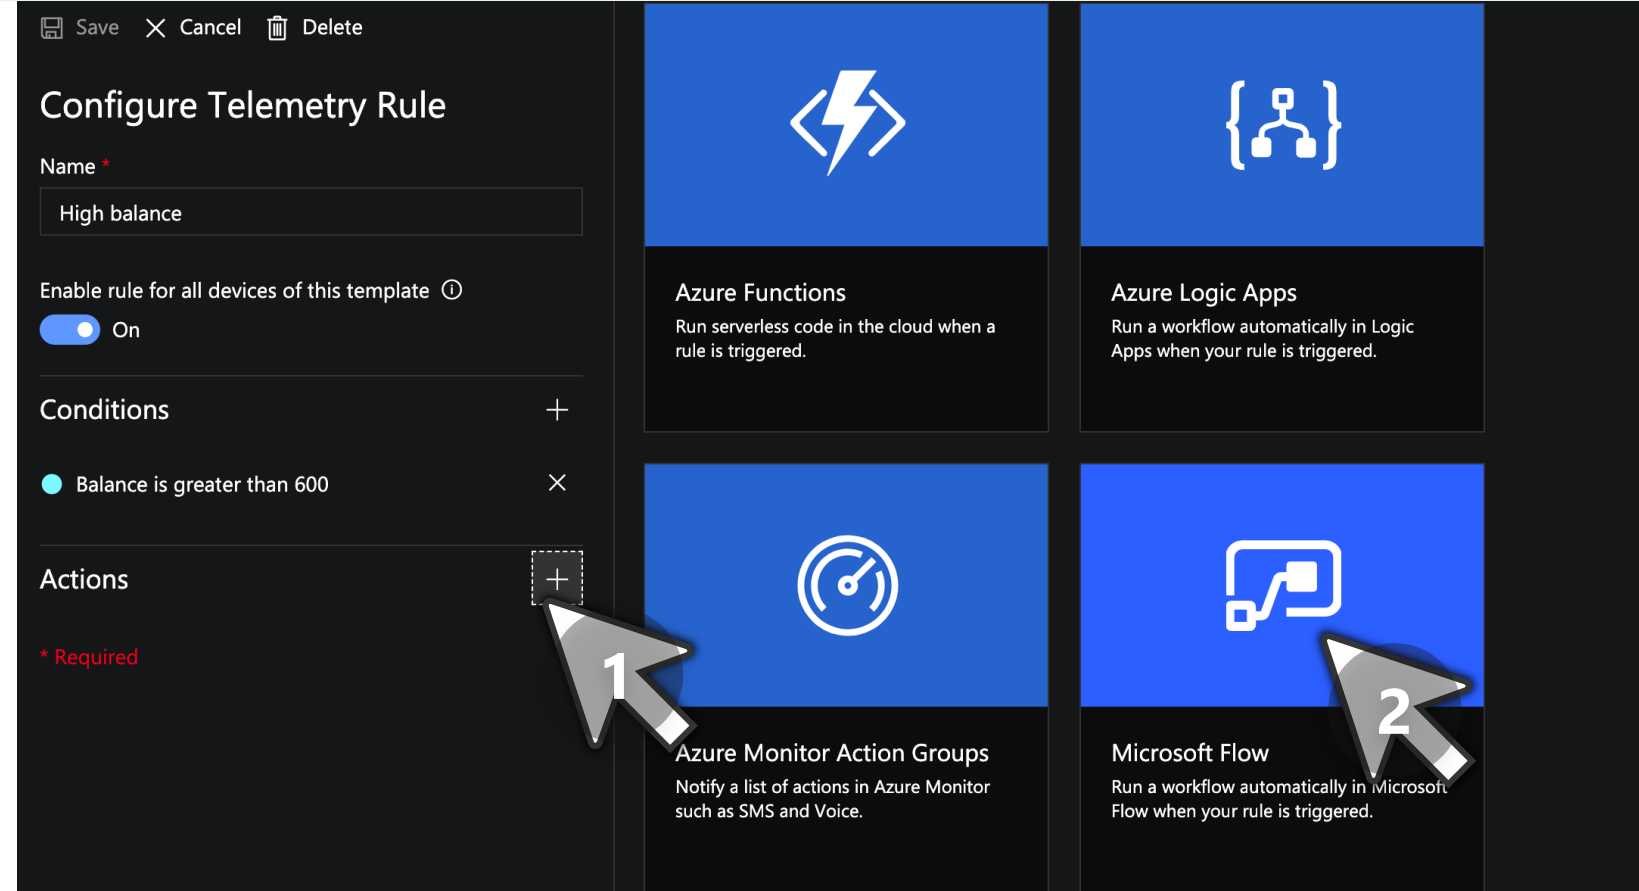 Save Cancel Delete
Configure Telemetry Rule
Name *
High balance
Enable rule for all devices of this template
On
Conditions
Balance is greater than 600
Actions
* Required
1
Azure Functions
Run serverless code in the cloud when a
rule is triggered.
Azure Logic Apps
Run a workflow automatically in Logic
Apps when your rule is triggered.
Azure Monitor Action Groups
Notify a list of actions in Azure Monitor
such as SMS and Voice.
2
Microsoft Flow
Run a workflow automatically in Microsoft
Flow when your rule is triggered.